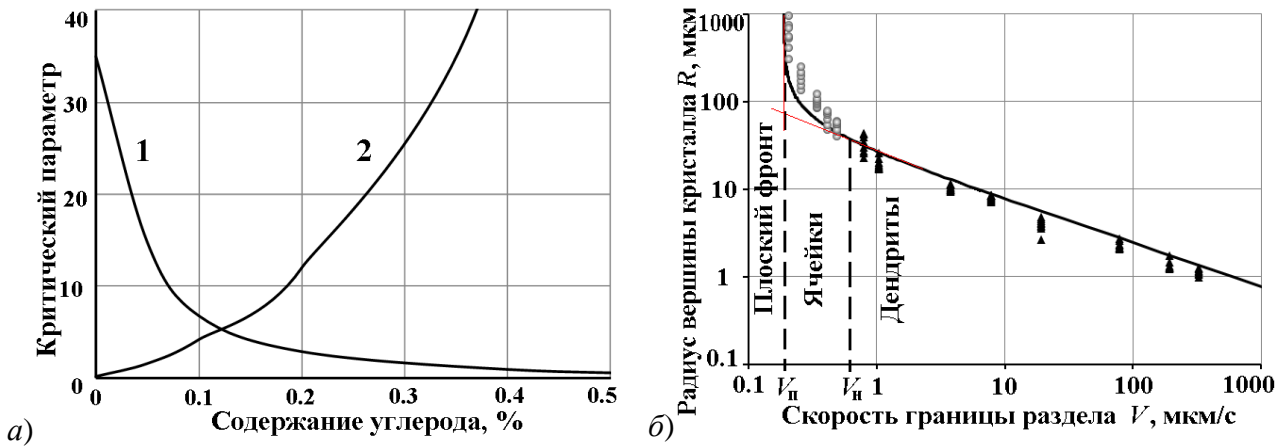 Критический параметр
40
30
20
10
0
1
2
0
0.1
0.2
0.3
0.4
0.5
Содержание углерода, %
а)
Радиус вершины кристалла R, мкм
1000
100
10
1
0.1
Плоский фронт
Ячейки
Дендриты
0.1
Vп
Vн
1
10
100
1000
Скорость границы раздела V, мкм/с
б)